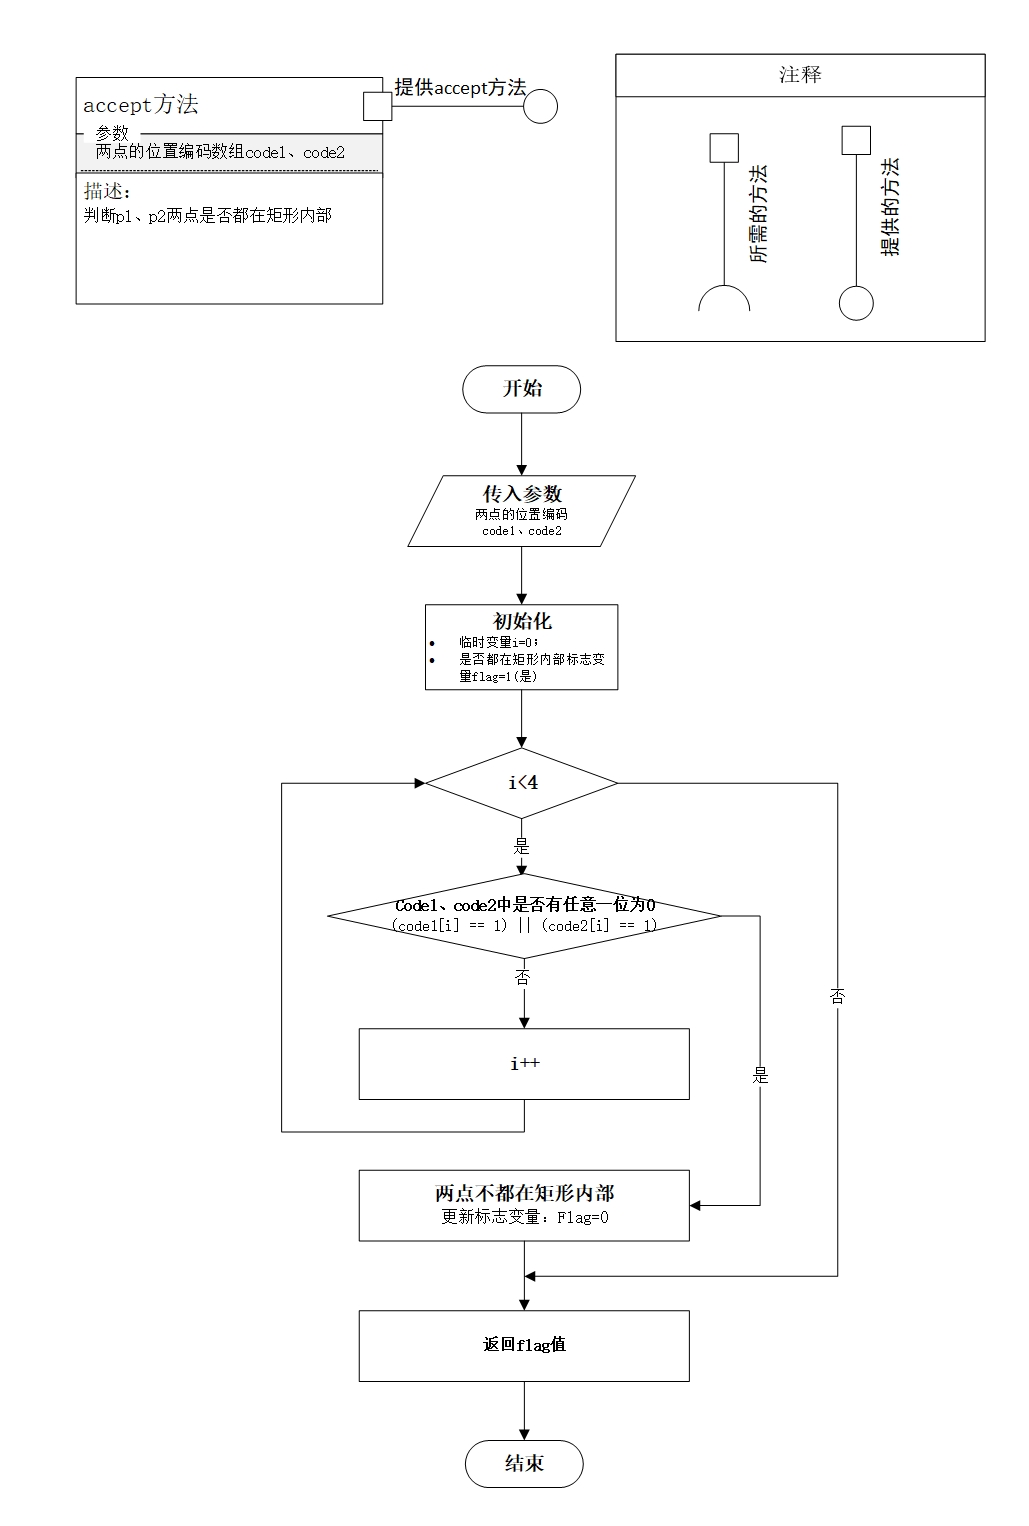 提供accept方法
accept方法
参数
两点的位置编码数组code1、code2
描述:
判断p1、p2两点是否都在矩形内部
注释
所需的方法
提供的方法
开始
传入参数
两点的位置编码
code1、code2
初始化
• 临时变量i=0;
• 是否都在矩形内部标志变
量flag=1(是)
i<4
是
Code1、code2中是否有任意一位为0
(code1[i] == 1) || (code2[i] == 1)
否
否
i++
是
两点不都在矩形内部
更新标志变量: Flag=0
返回flag值
结束